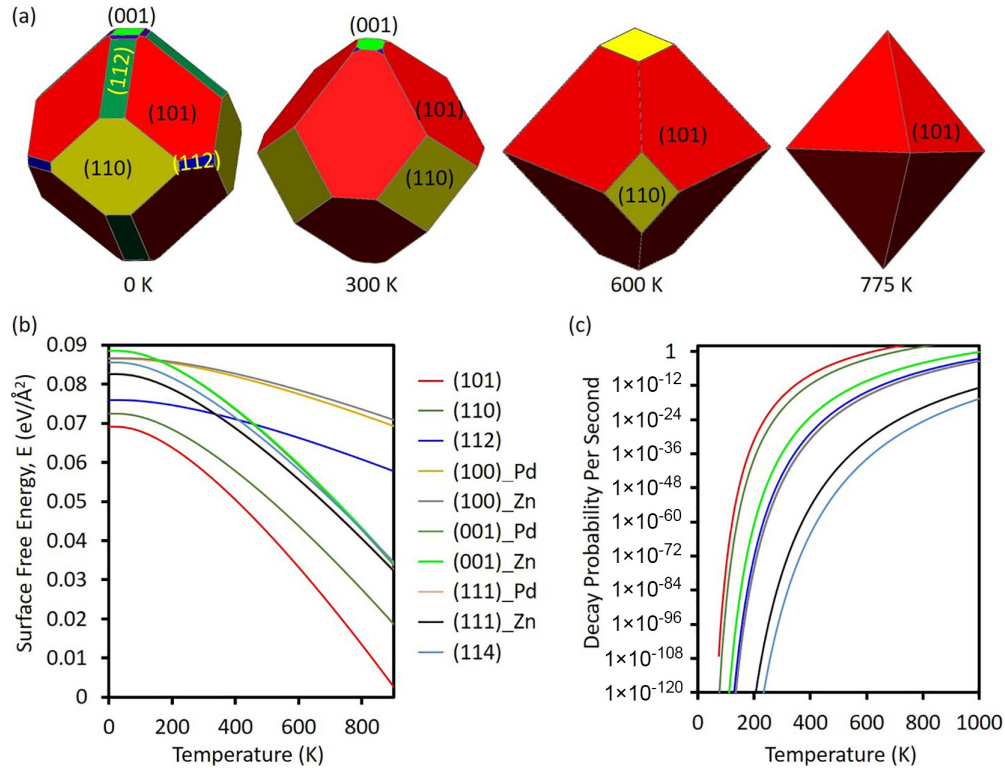 (a)
(001)
(112)
(101)
(110)
(112)
0 K
(001)
(101)
(110)
300 K
(101)
(110)
600 K
(101)
775 K
(b)
Surface Free Energy, E (eV/Å²)
0.09
0.08
0.07
0.06
0.05
0.04
0.03
0.02
0.01
0
0 200 400 600 800
Temperature (K)
(101)
(110)
(112)
(100)_Pd
(100)_Zn
(001)_Pd
(001)_Zn
(111)_Pd
(111)_Zn
(114)
(c)
Decay Probability Per Second
1
1×10⁻¹²
1×10⁻²⁴
1×10⁻³⁶
1×10⁻⁴⁸
1×10⁻⁶⁰
1×10⁻⁷²
1×10⁻⁸⁴
1×10⁻⁹⁶
1×10⁻¹⁰⁸
1×10⁻¹²⁰
0 200 400 600 800 1000
Temperature (K)